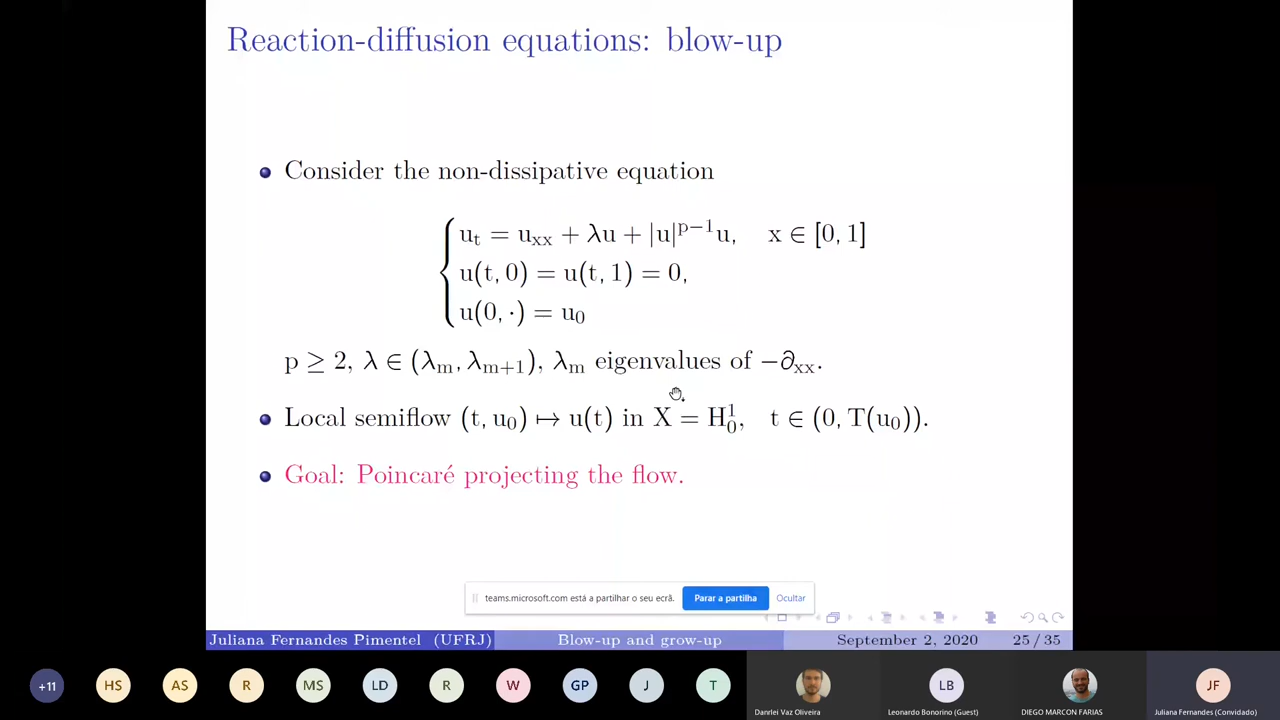 Reaction-diffusion equations: blow-up
Consider the non-dissipative equation
u_t = u_xx + λu + |u|^{p−1}u, x ∈ [0, 1]
u(t, 0) = u(t, 1) = 0,
u(0, ·) = u_0
p ≥ 2, λ ∈ (λ_m, λ_{m+1}), λ_m eigenvalues of −∂_xx.
Local semiflow (t, u_0) ↦ u(t) in X = H^1_0, t ∈ (0, T(u_0)).
Goal: Poincaré projecting the flow.
teams.microsoft.com está a partilhar o seu ecrã. Parar a partilha Ocultar
Juliana Fernandes Pimentel (UFRJ) Blow-up and grow-up September 2, 2020 25 / 35
+11 HS AS R MS LD R W GP J T LB JF
Danrlei Vaz Oliveira Leonardo Bonorino (Guest) DIEGO MARCON FARIAS Juliana Fernandes (Convidado)